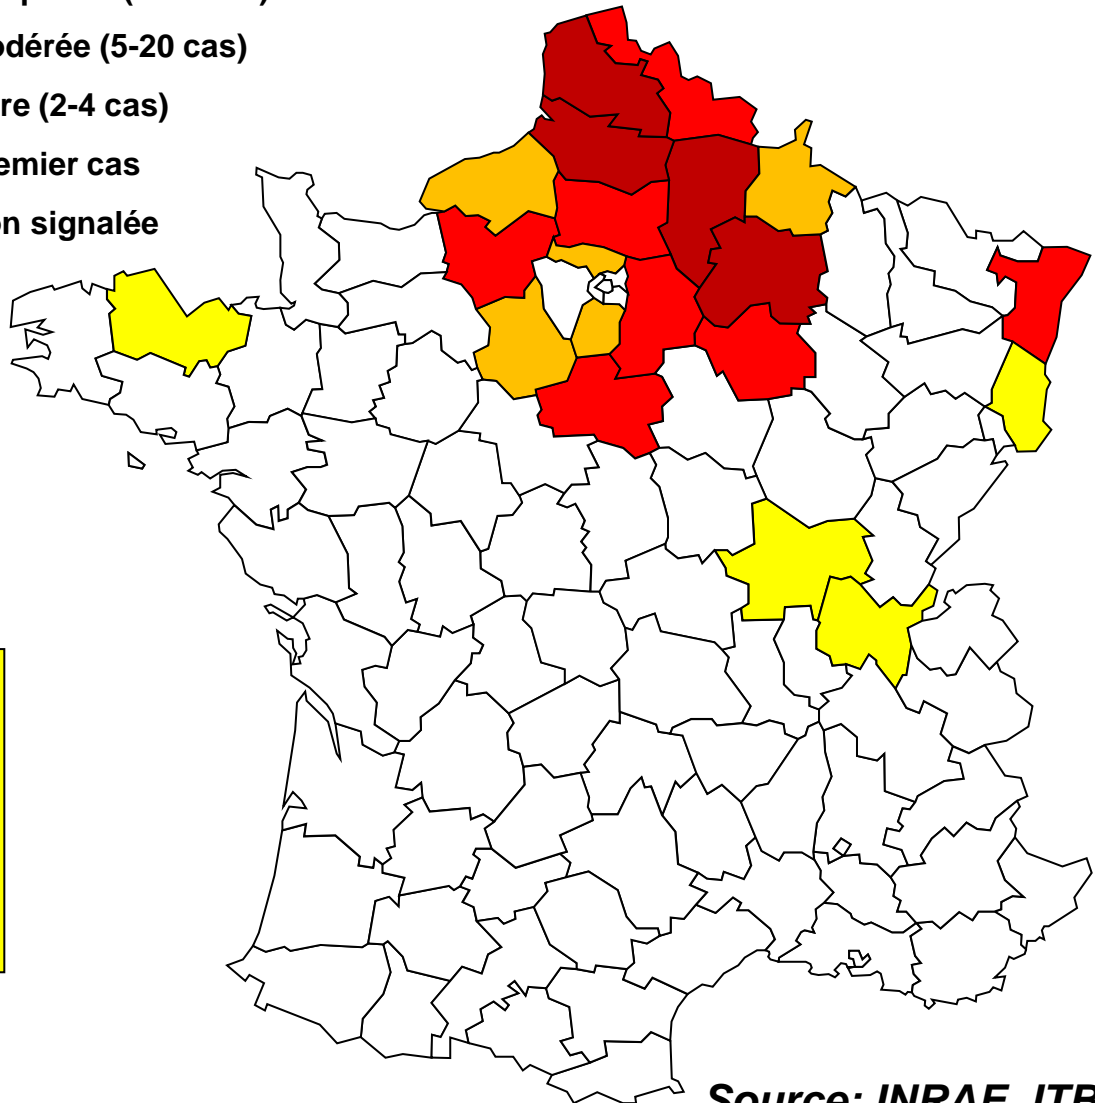 odérée (5-20 cas)
re (2-4 cas)
emier cas
on signalée
Source: INRAE, ITB